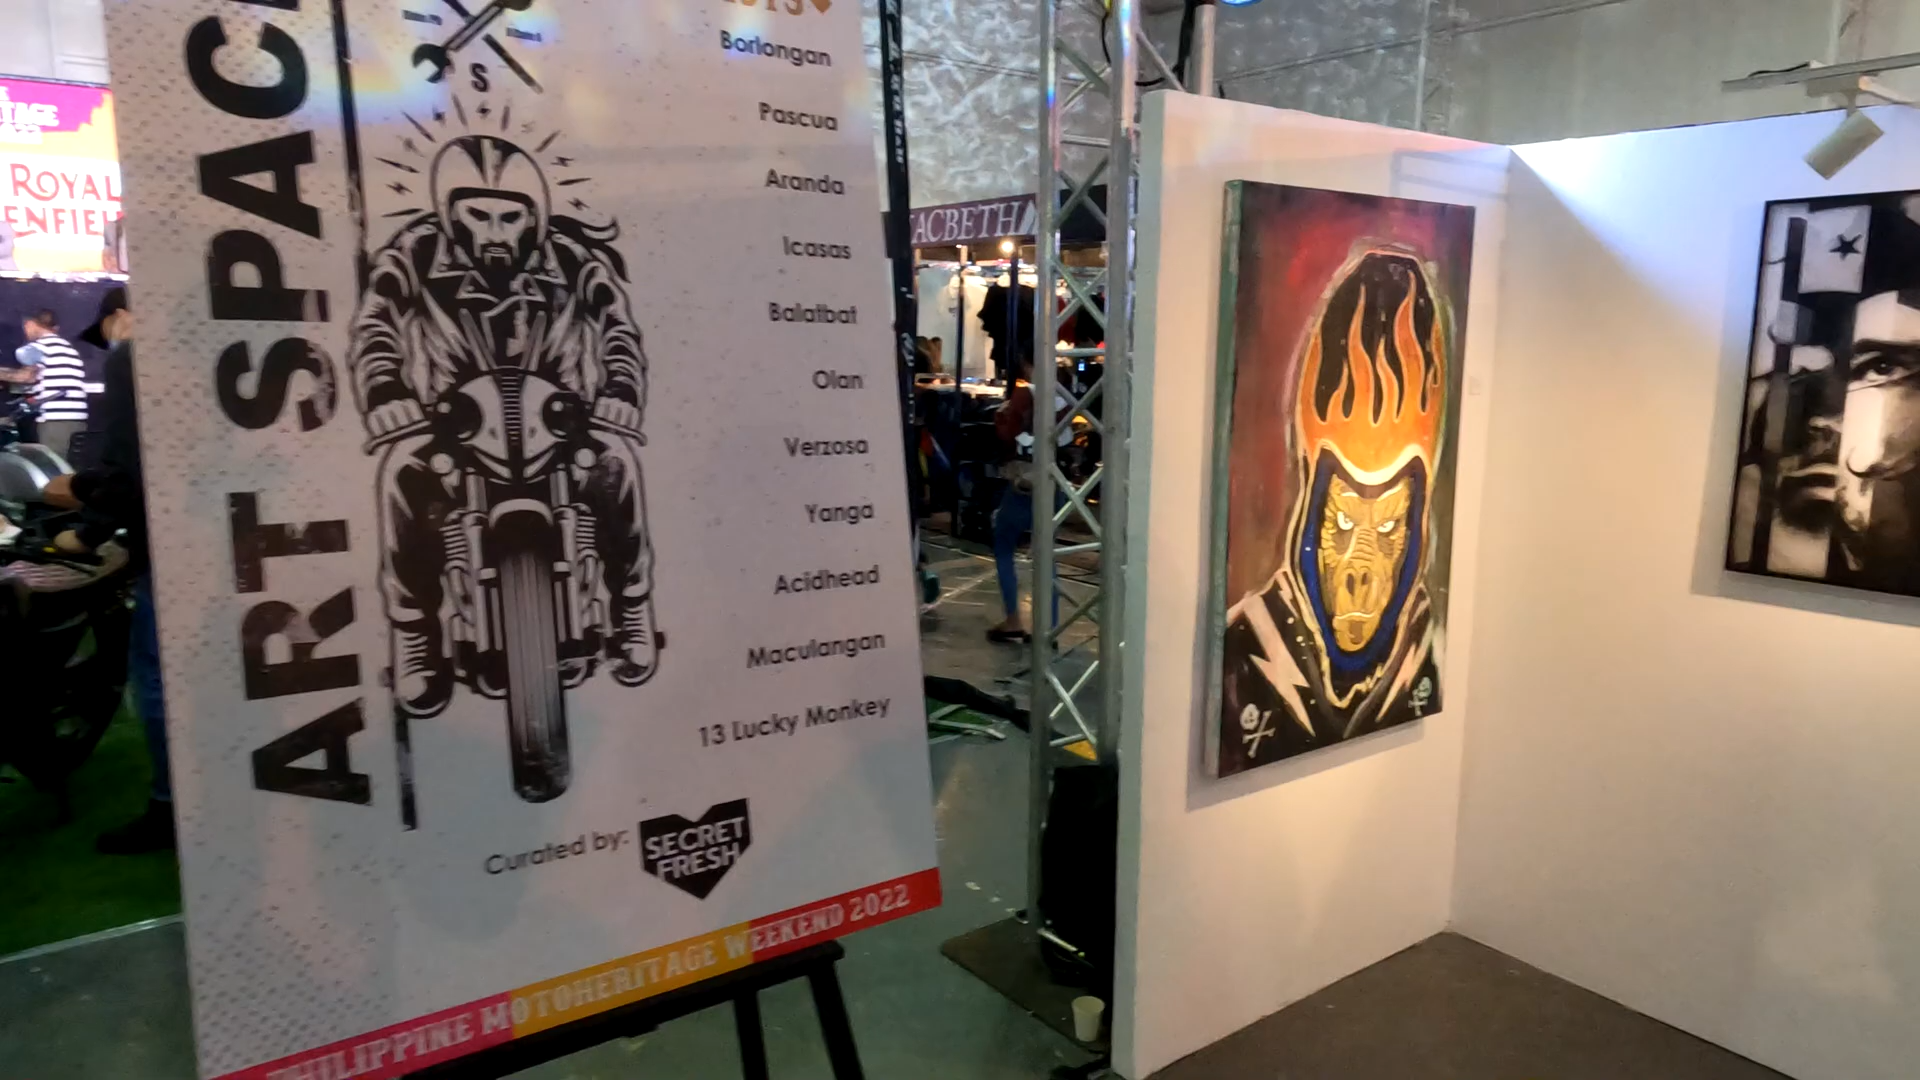 ART SPAC
S
Borlongan
Pascua
Aranda
Icasas
Balatbat
Olan
Verzosa
Yanga
Acidhead
Maculangan
13 Lucky Monkey
Curated by:
SECRET
FRESH
PHILIPPINE MOTOHERITAGE WEEKEND 2022
ROYAL
ENFIEL
MACBETH